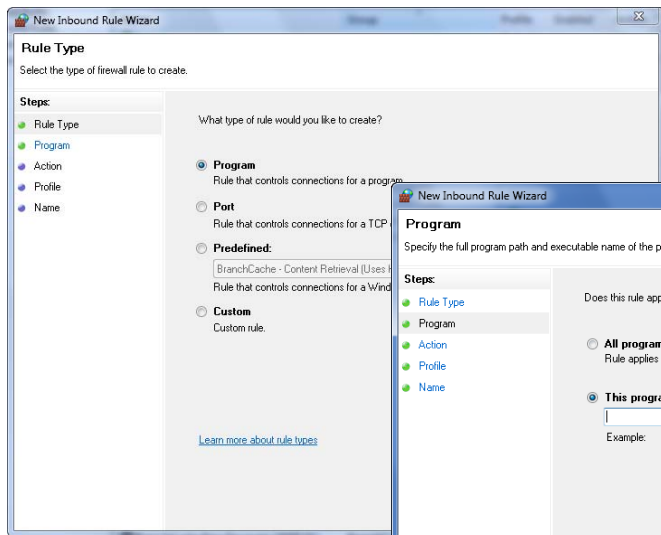 New Inbound Rule Wizard
Rule Type
Select the type of firewall rule to create.
Steps:
Rule Type
Program
Action
Profile
Name
What type of rule would you like to create?
Program
Rule that controls connections for a program.
Port
Rule that controls connections for a TCP
Predefined:
BranchCache - Content Retrieval (Uses
Rule that controls connections for a Wind
Custom
Custom rule.
Learn more about rule types
New Inbound Rule Wizard
Program
Specify the full program path and executable name of the p
Steps:
Rule Type
Program
Action
Profile
Name
Does this rule app
All program
Rule applies
This progra
Example: